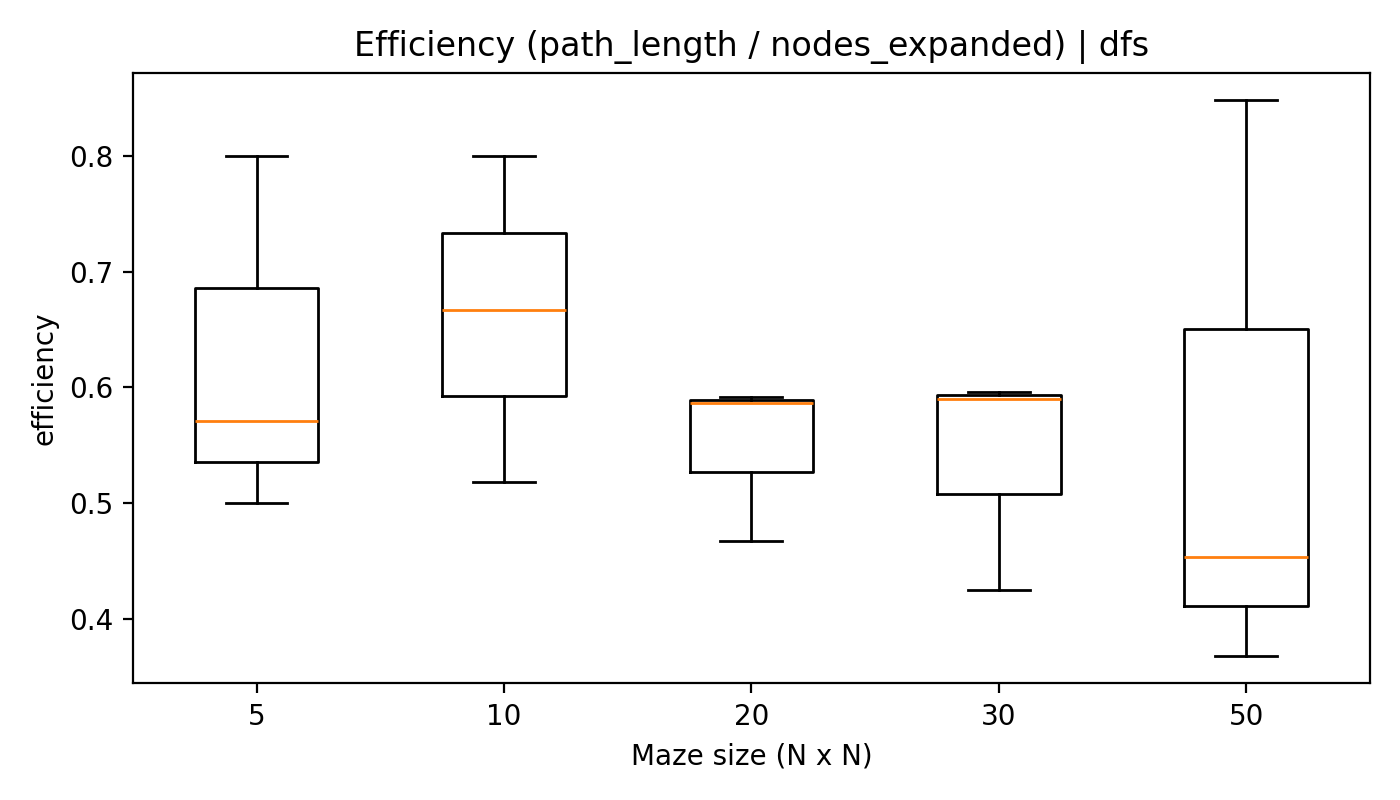 Efficiency (path_length / nodes_expanded) | dfs
efficiency
0.8
0.7
0.6
0.5
0.4
5 10 20 30 50
Maze size (N x N)